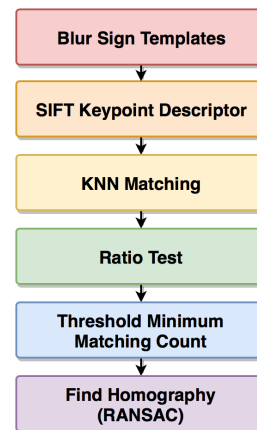 Blur Sign Templates
SIFT Keypoint Descriptor
KNN Matching
Ratio Test
Threshold Minimum
Matching Count
Find Homography
(RANSAC)